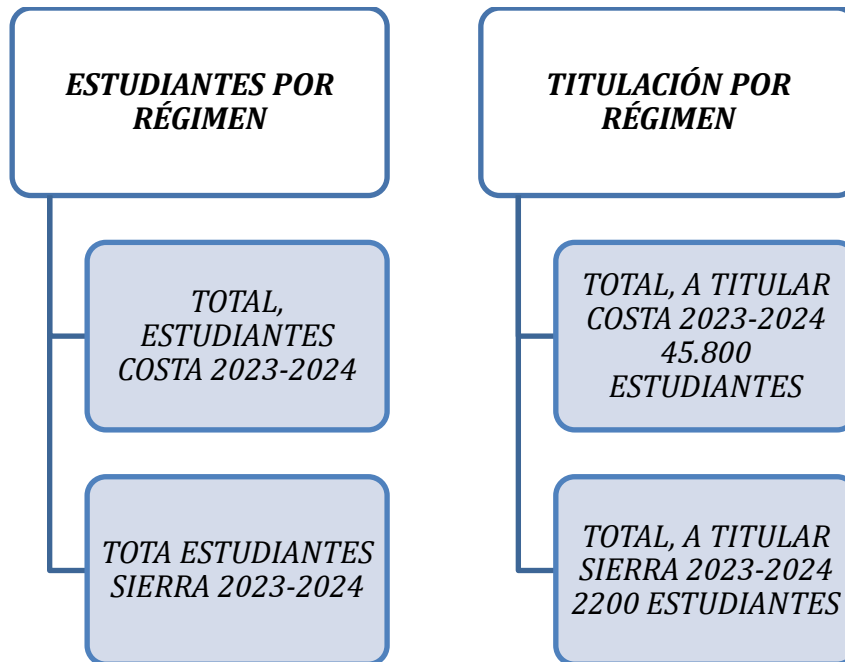 ESTUDIANTES POR
RÉGIMEN
TOTAL,
ESTUDIANTES
COSTA 2023-2024
TOTA ESTUDIANTES
SIERRA 2023-2024
TITULACIÓN POR
RÉGIMEN
TOTAL, A TITULAR
COSTA 2023-2024
45.800
ESTUDIANTES
TOTAL, A TITULAR
SIERRA 2023-2024
2200 ESTUDIANTES